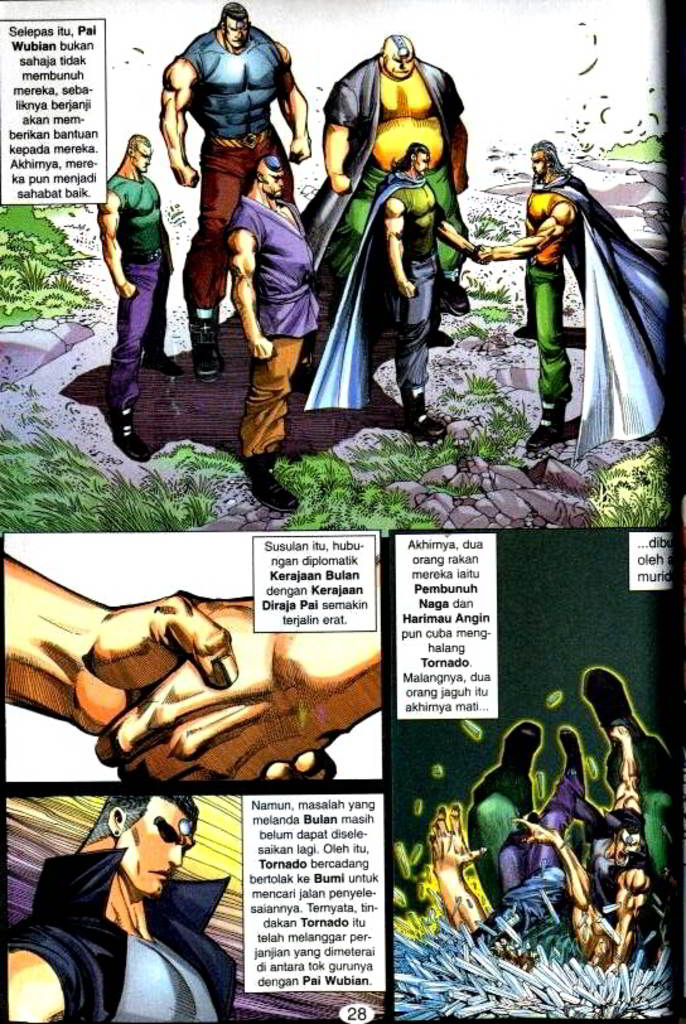 Selepas itu, Pai
Wubian bukan
sahaja tidak
membunuh
mereka, seba-
liknya berjanji
akan mem-
berikan bantuan
kepada mereka.
Akhirnya, mere-
ka pun menjadi
sahabat baik.
Susulan itu, hubu-
ngan diplomatik
Kerajaan Bulan
dengan Kerajaan
Diraja Pai semakin
terjalin erat.
Akhirnya, dua
orang rakan
mereka iaitu
Pembunuh
Naga dan
Harimau Angin
pun cuba meng-
halang
Tornado.
Malangnya, dua
orang jaguh itu
akhirnya mati...
oleh
Namun, masalah yang
melanda Bulan masih
belum dapat disele-
saikan lagi. Oleh itu,
Tornado bercadang
bertolak ke Bumi untuk
mencari jalan penyele-
saiannya. Ternyata, tin-
dakan Tornado itu
telah melanggar per-
janjian yang dimeterai
di antara tok gurunya
dengan Pai Wubian.
28